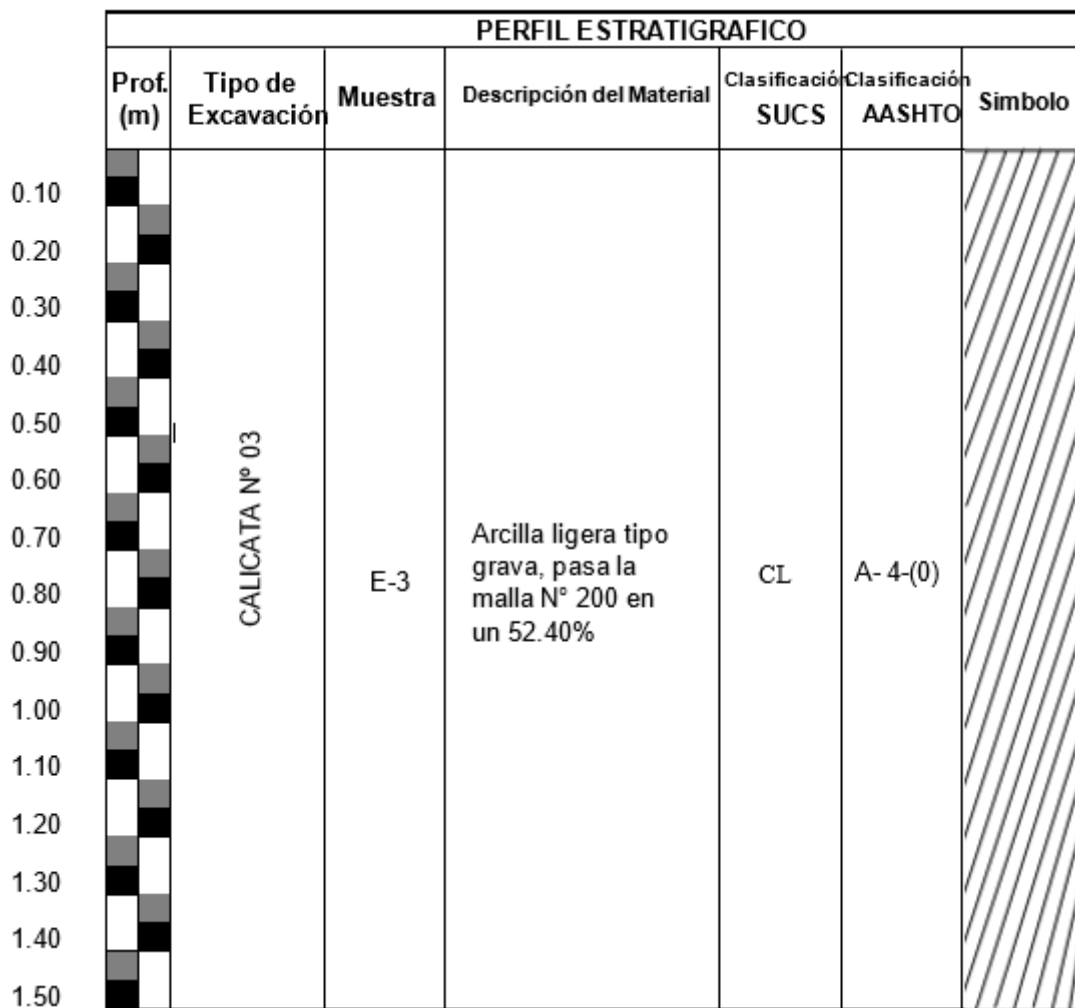 PERFIL ESTRATIGRAFICO
Prof. (m)
Tipo de Excavación
Muestra
Descripción del Material
Clasificación SUCS
Clasificación AASHTO
Simbolo
0.10
0.20
0.30
0.40
0.50
0.60
0.70
0.80
0.90
1.00
1.10
1.20
1.30
1.40
1.50
CALICATA Nº 03
E-3
Arcilla ligera tipo
grava, pasa la
malla N° 200 en
un 52.40%
CL
A- 4-(0)